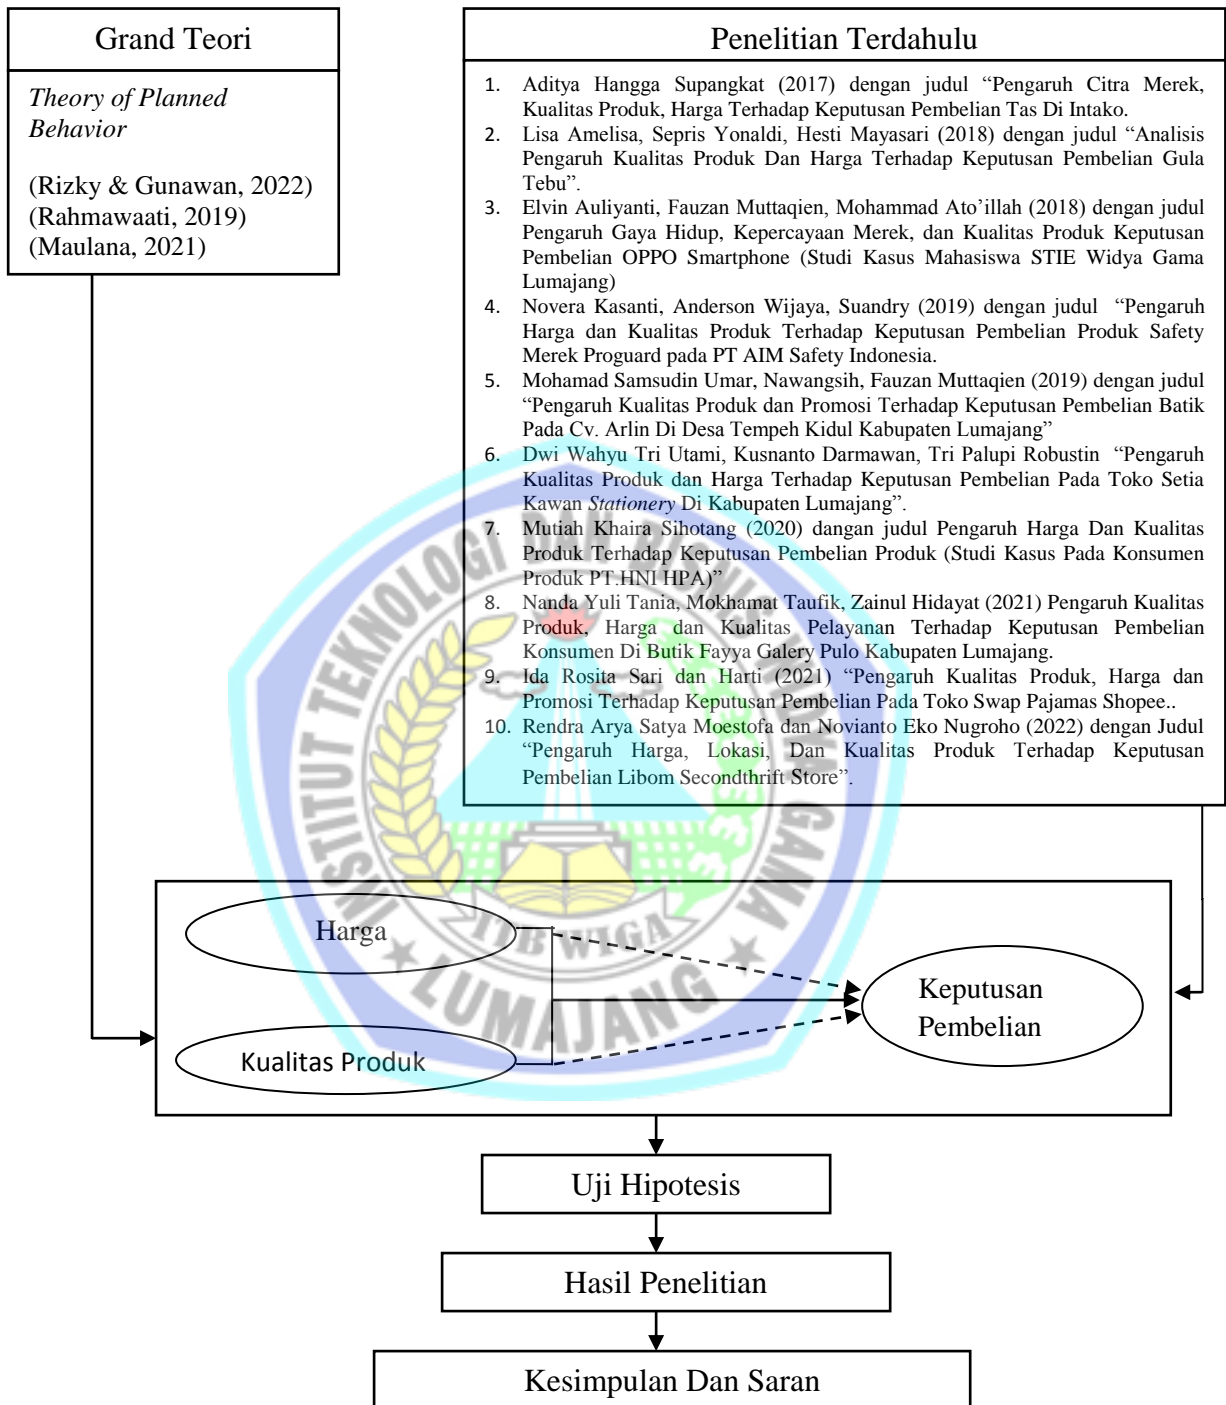 Grand Teori
Theory of Planned
Behavior
(Rizky & Gunawan, 2022)
(Rahmawaati, 2019)
(Maulana, 2021)
Penelitian Terdahulu
1. Aditya Hangga Supangkat (2017) dengan judul “Pengaruh Citra Merek,
Kualitas Produk, Harga Terhadap Keputusan Pembelian Tas Di Intako.
2. Lisa Amelisa, Sepris Yonaldi, Hesti Mayasari (2018) dengan judul “Analisis
Pengaruh Kualitas Produk Dan Harga Terhadap Keputusan Pembelian Gula
Tebu”.
3. Elvin Auliyanti, Fauzan Muttaqien, Mohammad Ato’illah (2018) dengan judul
Pengaruh Gaya Hidup, Kepercayaan Merek, dan Kualitas Produk Keputusan
Pembelian OPPO Smartphone (Studi Kasus Mahasiswa STIE Widya Gama
Lumajang)
4. Novera Kasanti, Anderson Wijaya, Suandry (2019) dengan judul “Pengaruh
Harga dan Kualitas Produk Terhadap Keputusan Pembelian Produk Safety
Merek Proguard pada PT AIM Safety Indonesia.
5. Mohamad Samsudin Umar, Nawangsih, Fauzan Muttaqien (2019) dengan judul
“Pengaruh Kualitas Produk dan Promosi Terhadap Keputusan Pembelian Batik
Pada Cv. Arlin Di Desa Tempeh Kidul Kabupaten Lumajang”
6. Dwi Wahyu Tri Utami, Kusnanto Darmawan, Tri Palupi Robustin “Pengaruh
Kualitas Produk dan Harga Terhadap Keputusan Pembelian Pada Toko Setia
Kawan Stationery Di Kabupaten Lumajang”.
7. Mutiah Khaira Sihotang (2020) dangan judul Pengaruh Harga Dan Kualitas
Produk Terhadap Keputusan Pembelian Produk (Studi Kasus Pada Konsumen
Produk PT.HNI HPA)”
8. Nanda Yuli Tania, Mokhamat Taufik, Zainul Hidayat (2021) Pengaruh Kualitas
Produk, Harga dan Kualitas Pelayanan Terhadap Keputusan Pembelian
Konsumen Di Butik Fayya Galery Pulo Kabupaten Lumajang.
9. Ida Rosita Sari dan Harti (2021) “Pengaruh Kualitas Produk, Harga dan
Promosi Terhadap Keputusan Pembelian Pada Toko Swap Pajamas Shopee..
10. Rendra Arya Satya Moestofa dan Novianto Eko Nugroho (2022) dengan Judul
“Pengaruh Harga, Lokasi, Dan Kualitas Produk Terhadap Keputusan
Pembelian Libom Secondthrift Store”.
INSTITUT TEKNOLOGI DAN BISNIS WIDYA GAMA
ITB WIGA
LUMAJANG
Harga
Kualitas Produk
Keputusan
Pembelian
Uji Hipotesis
Hasil Penelitian
Kesimpulan Dan Saran